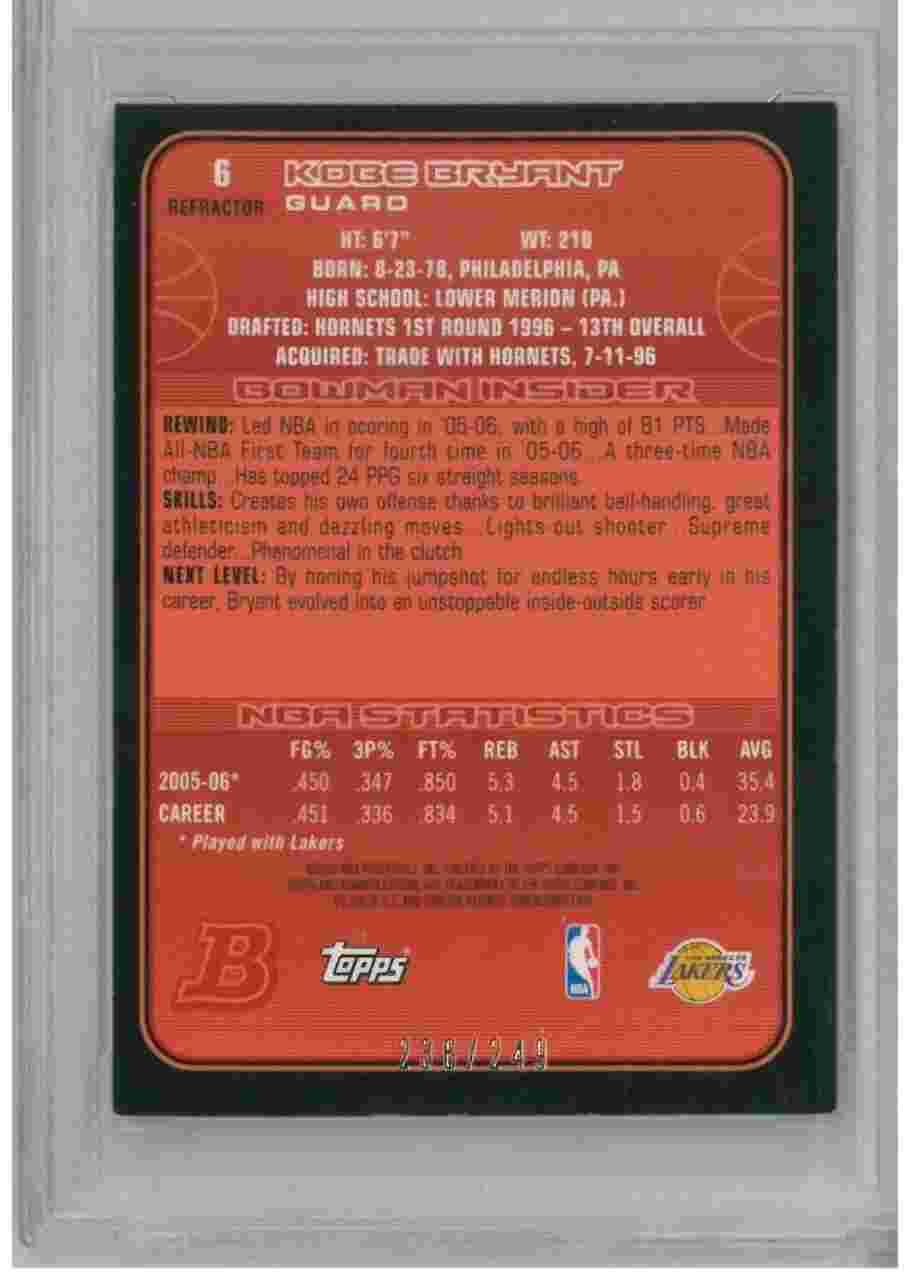 6 KOBE BRYANT
REFRACTOR GUARD
HT: 6'7" WT: 210
BORN: 8-23-78, PHILADELPHIA, PA
HIGH SCHOOL: LOWER MERION (PA.)
DRAFTED: HORNETS 1ST ROUND 1996 – 13TH OVERALL
ACQUIRED: TRADE WITH HORNETS, 7-11-96
BOWMAN INSIDER
REWIND: Led NBA in scoring in '05-06, with a high of 81 PTS...Made
All-NBA First Team for fourth time in '05-06...A three-time NBA
champ...Has topped 24 PPG six straight seasons.
SKILLS: Creates his own offense thanks to brilliant ball-handling, great
athleticism and dazzling moves...Lights out shooter...Supreme
defender...Phenomenal in the clutch.
NEXT LEVEL: By honing his jumpshot for endless hours early in his
career, Bryant evolved into an unstoppable inside-outside scorer.
NBA STATISTICS
FG% 3P% FT% REB AST STL BLK AVG
2005-06* .450 .347 .850 5.3 4.5 1.8 0.4 35.4
CAREER .451 .336 .834 5.1 4.5 1.5 0.6 23.9
* Played with Lakers
B Topps NBA LAKERS
236/249